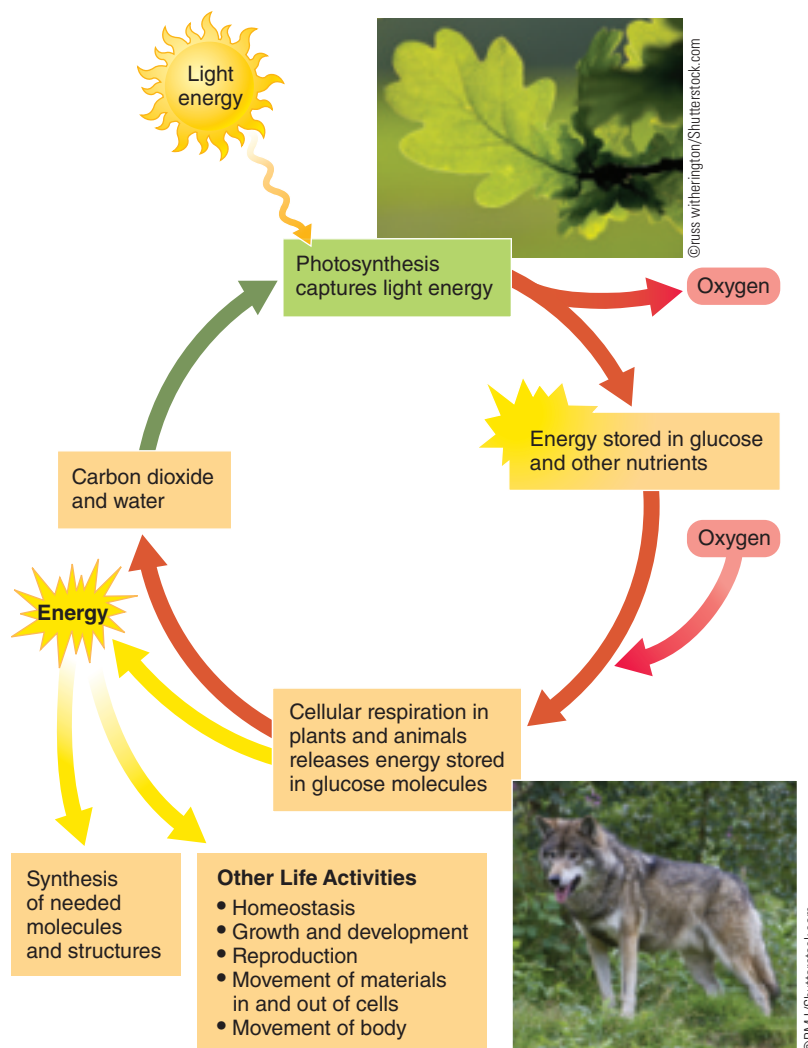 Light
energy
©russ witherington/Shutterstock.com
Photosynthesis
captures light energy
Oxygen
Energy stored in glucose
and other nutrients
Carbon dioxide
and water
Oxygen
Energy
Cellular respiration in
plants and animals
releases energy stored
in glucose molecules
Synthesis
of needed
molecules
and structures
Other Life Activities
• Homeostasis
• Growth and development
• Reproduction
• Movement of materials
in and out of cells
• Movement of body